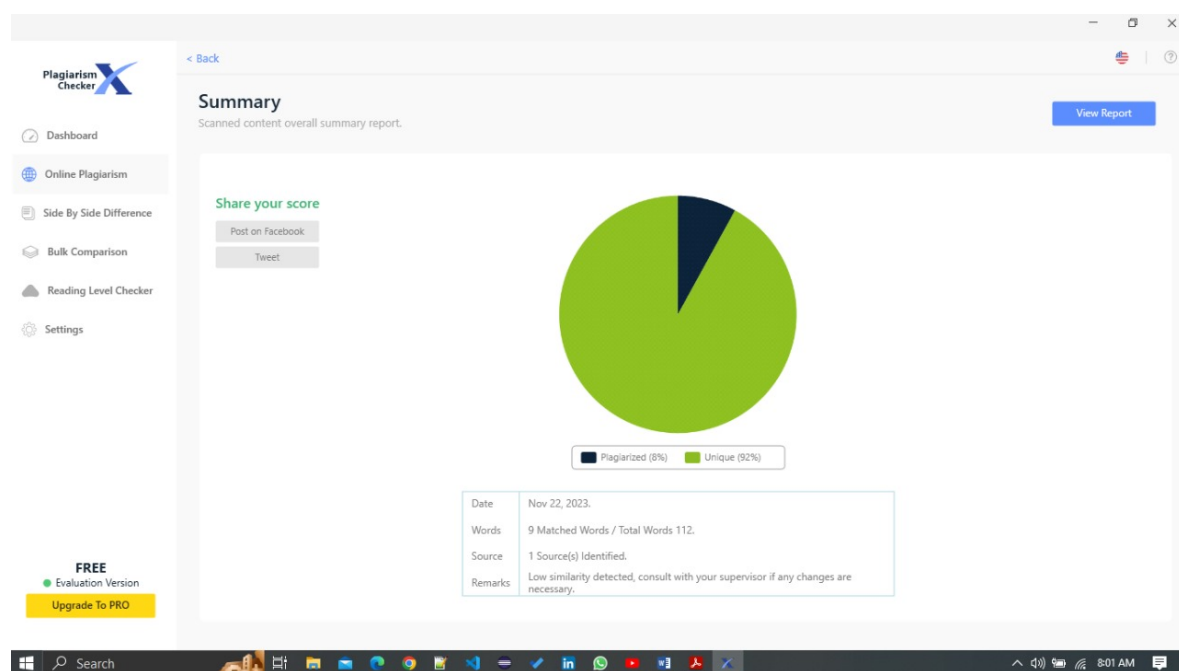 Plagiarism
Checker
Dashboard
Online Plagiarism
Side By Side Difference
Bulk Comparison
Reading Level Checker
Settings
FREE
Evaluation Version
Upgrade To PRO
< Back
Summary
Scanned content overall summary report.
View Report
Share your score
Post on Facebook
Tweet
Plagiarized (8%) Unique (92%)
Date Nov 22, 2023.
Words 9 Matched Words / Total Words 112.
Source 1 Source(s) Identified.
Remarks Low similarity detected, consult with your supervisor if any changes are
necessary.
Search
8:01 AM